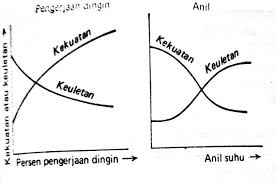 Pengerjaan dingin
Kekuatan
Keuletan
Kekuatan atau keuletan
Persen pengerjaan dingin
Anil
Kekuatan
Keuletan
Anil suhu